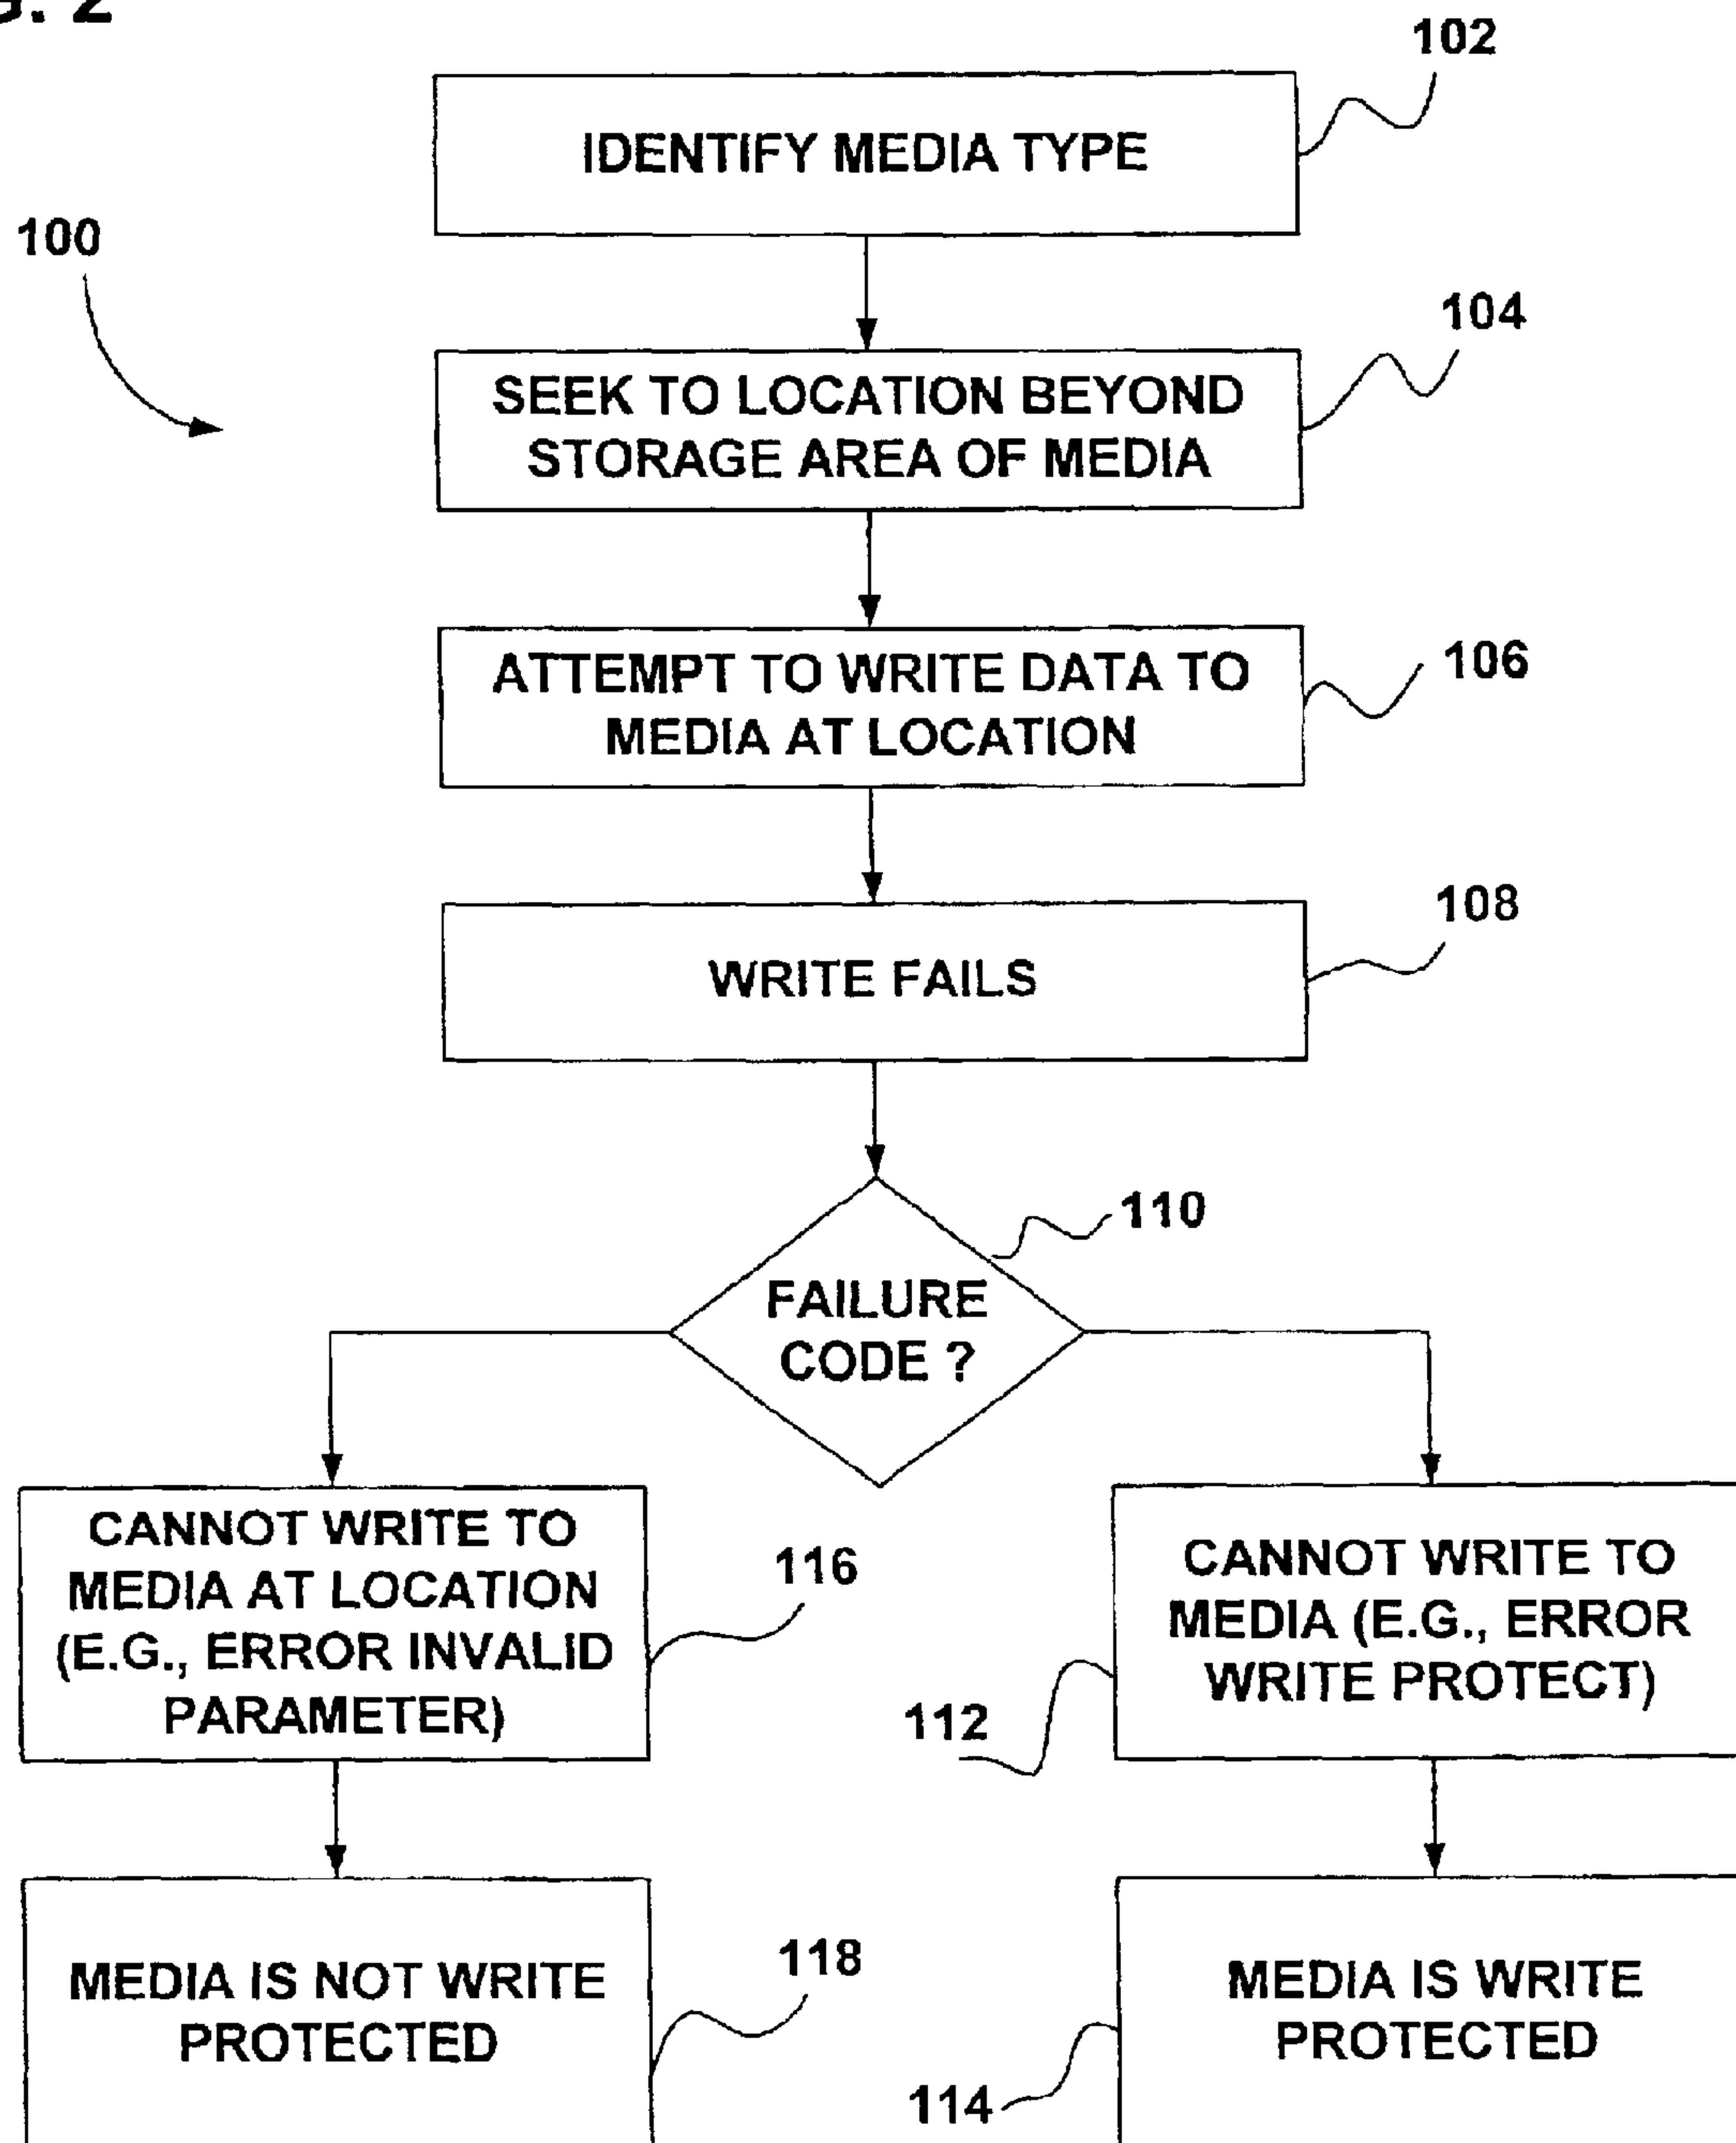 G. 2
102
IDENTIFY MEDIA TYPE
100
104
SEEK TO LOCATION BEYOND
STORAGE AREA OF MEDIA
106
ATTEMPT TO WRITE DATA TO
MEDIA AT LOCATION
108
WRITE FAILS
110
FAILURE
CODE ?
CANNOT WRITE TO
MEDIA AT LOCATION
(E.G., ERROR INVALID
PARAMETER)
116
CANNOT WRITE TO
MEDIA (E.G., ERROR
WRITE PROTECT)
112
MEDIA IS NOT WRITE
PROTECTED
118
MEDIA IS WRITE
PROTECTED
114